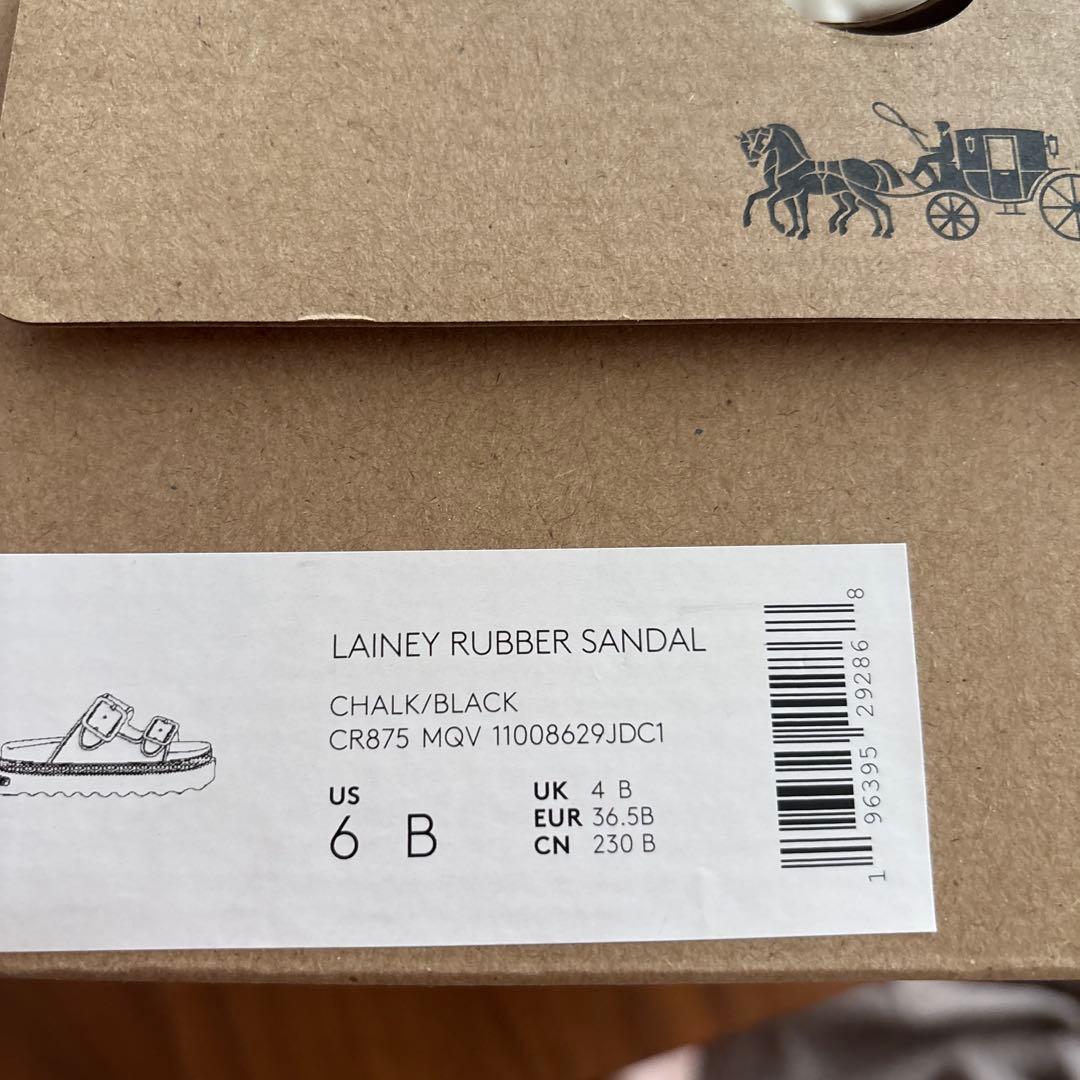 LAINEY RUBBER SANDAL
CHALK/BLACK
CR875 MQV 11008629JDC1
US
6 B
UK 4 B
EUR 36.5B
CN 230 B
1 96395 29286 8